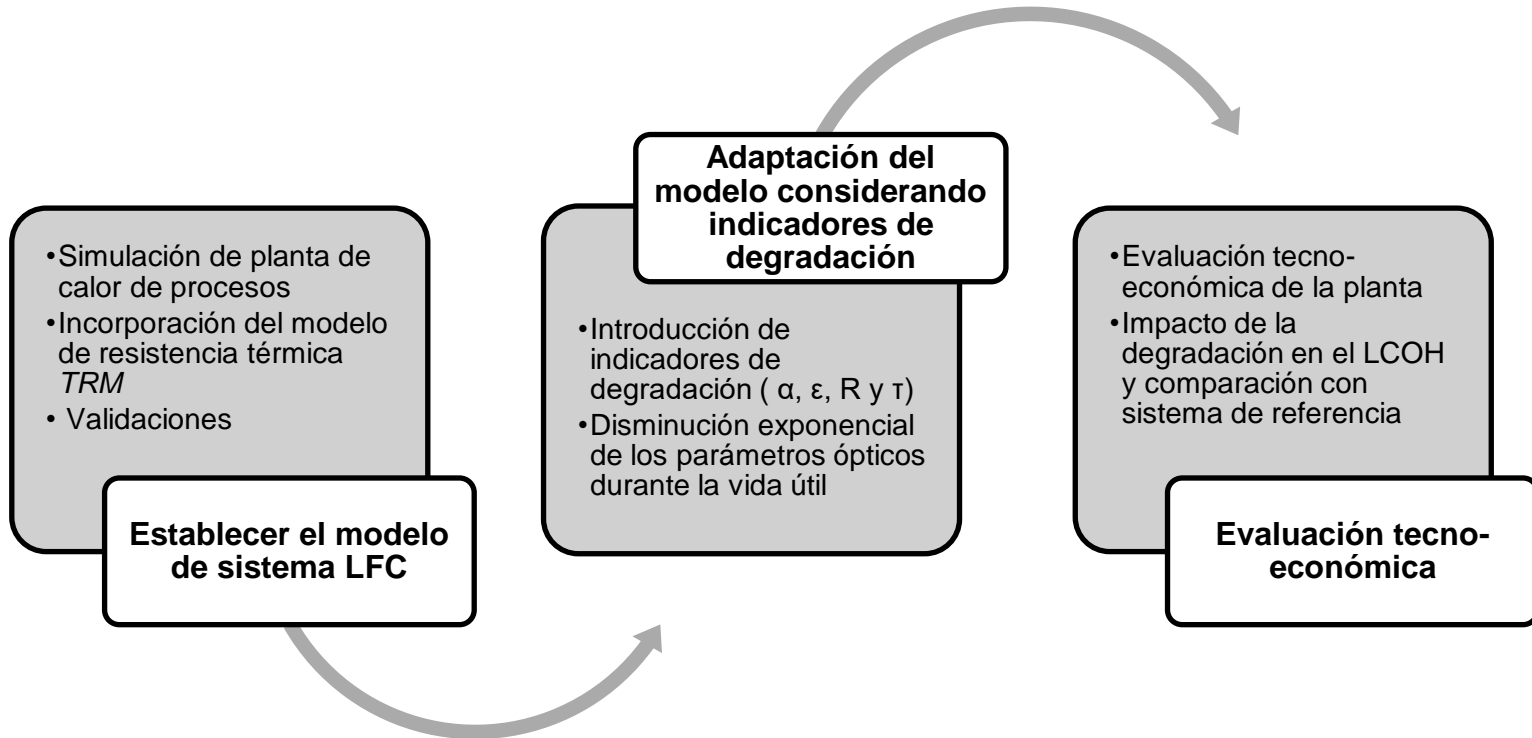 •Simulación de planta de
calor de procesos
•Incorporación del modelo
de resistencia térmica
TRM
• Validaciones
Establecer el modelo
de sistema LFC
Adaptación del
modelo considerando
indicadores de
degradación
•Introducción de
indicadores de
degradación ( α, ε, R y τ)
•Disminución exponencial
de los parámetros ópticos
durante la vida útil
•Evaluación tecno-
económica de la planta
•Impacto de la
degradación en el LCOH
y comparación con
sistema de referencia
Evaluación tecno-
económica